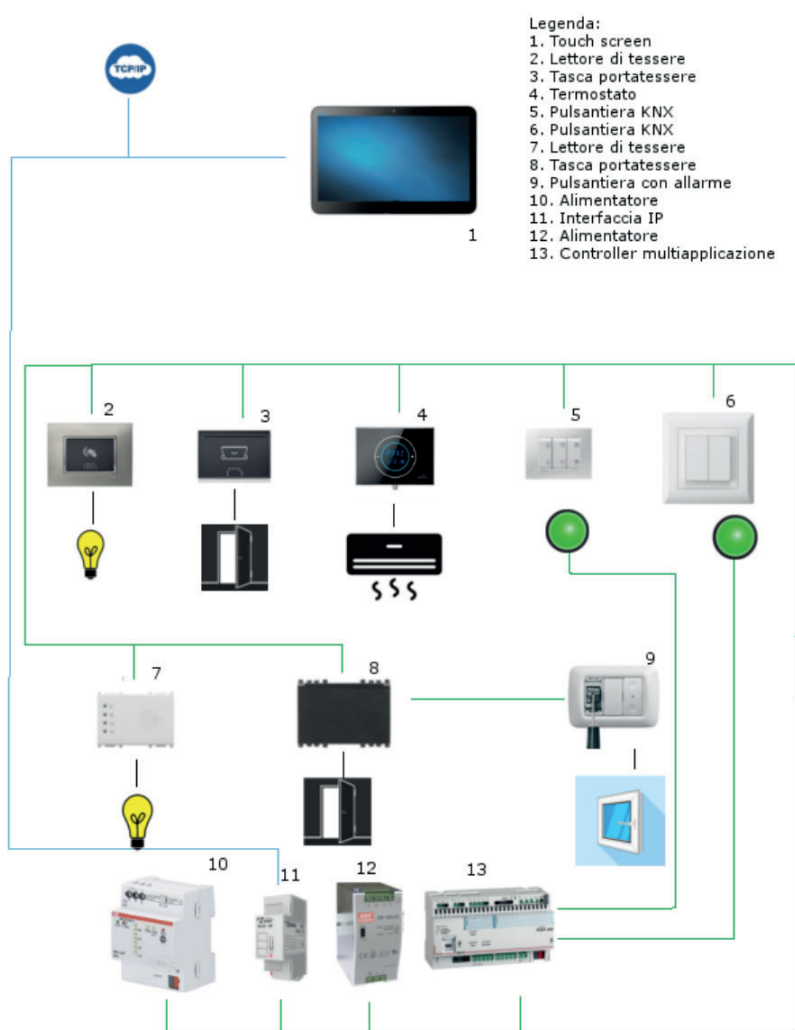 Legenda:
1. Touch screen
2. Lettore di tessere
3. Tasca portatessere
4. Termostato
5. Pulsantiera KNX
6. Pulsantiera KNX
7. Lettore di tessere
8. Tasca portatessere
9. Pulsantiera con allarme
10. Alimentatore
11. Interfaccia IP
12. Alimentatore
13. Controller multiapplicazione
TCP/IP
1
2
3
4
5
6
7
8
9
10
11
12
13